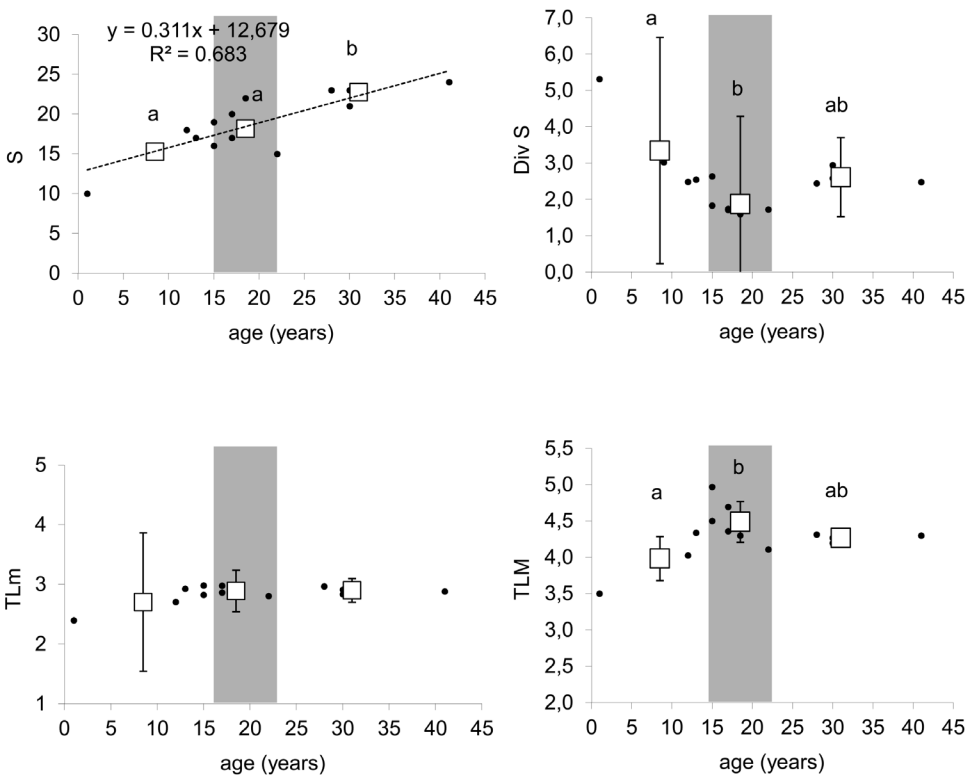 y = 0.311x + 12,679
R² = 0.683
30
25
20
15
10
5
0
S
a
a
b
0 5 10 15 20 25 30 35 40 45
age (years)
7,0
6,0
5,0
4,0
3,0
2,0
1,0
0,0
Div S
a
b
ab
0 5 10 15 20 25 30 35 40 45
age (years)
5
4
3
2
1
TLm
0 5 10 15 20 25 30 35 40 45
age (years)
5,5
5,0
4,5
4,0
3,5
3,0
2,5
2,0
TLM
a
b
ab
0 5 10 15 20 25 30 35 40 45
age (years)